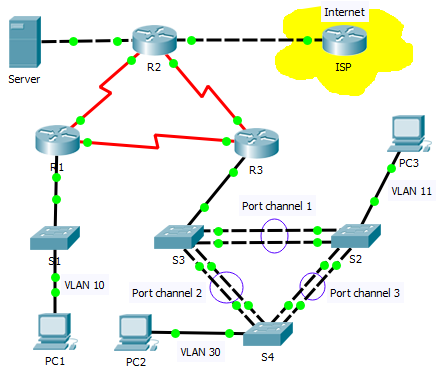 Internet
Server
R2
ISP
R1
R3
PC3
VLAN 11
Port channel 1
S1
S3
S2
VLAN 10
Port channel 2
Port channel 3
PC1
PC2
VLAN 30
S4